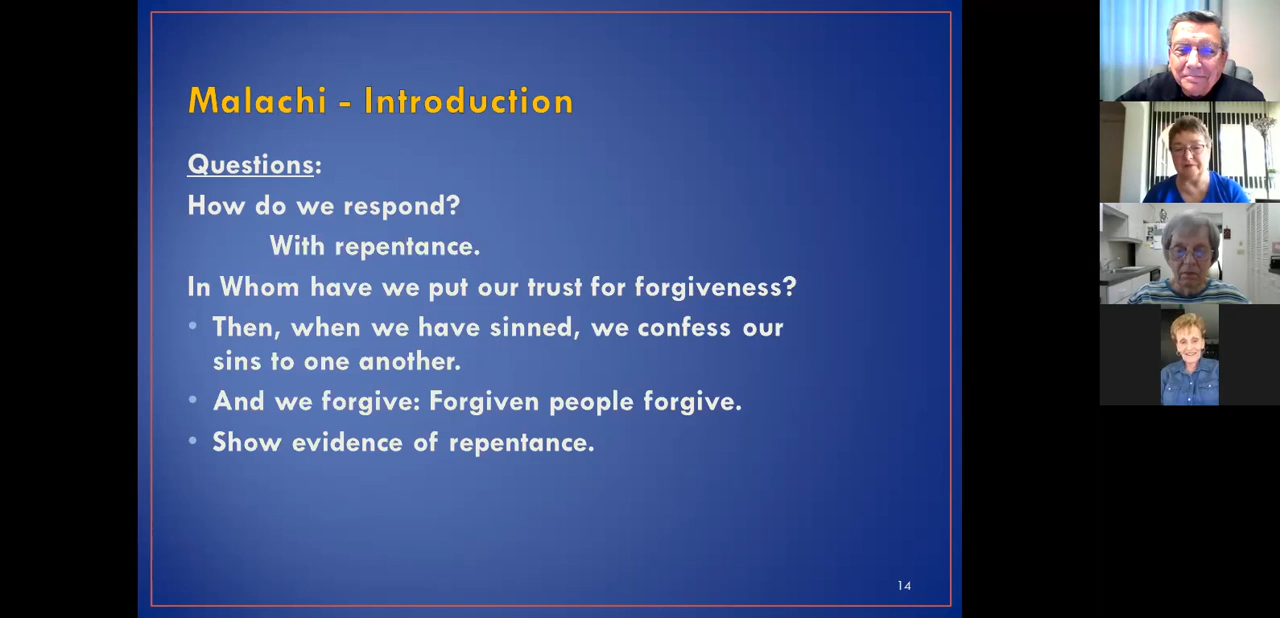 Malachi - Introduction
Questions:
How do we respond?
With repentance.
In Whom have we put our trust for forgiveness?
• Then, when we have sinned, we confess our
sins to one another.
• And we forgive: Forgiven people forgive.
• Show evidence of repentance.
14